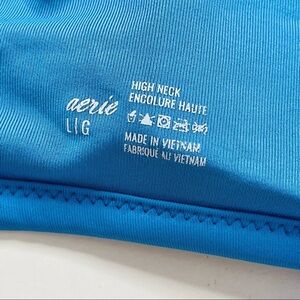 aerie
L | G
HIGH NECK
ENCOLURE HAUTE
MADE IN VIETNAM
FABRIQUÉ AU VIETNAM